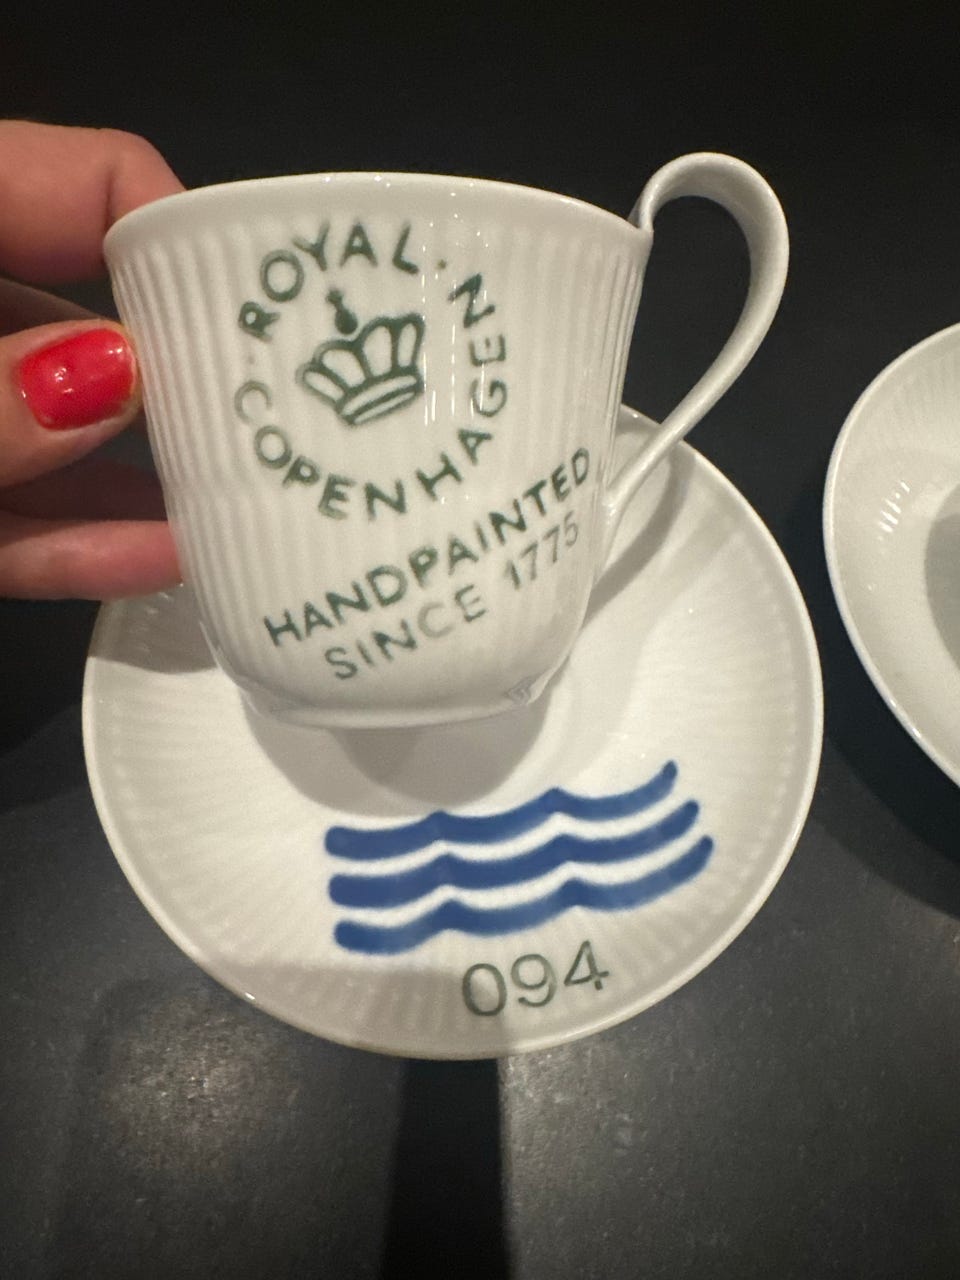 ROYAL
COPENHAGEN
HANDPAINTED
SINCE 1775
094